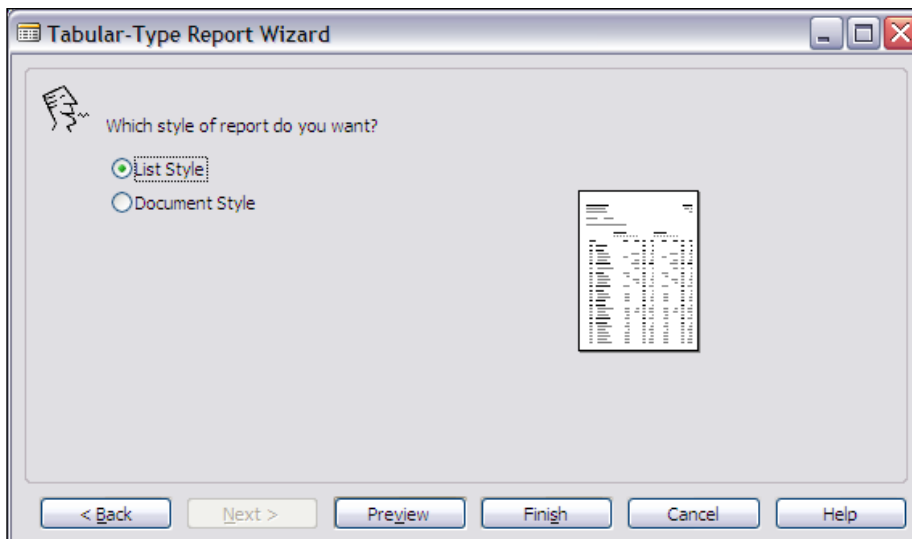 Tabular-Type Report Wizard
Which style of report do you want?
List Style
Document Style
< Back Next > Preview Finish Cancel Help